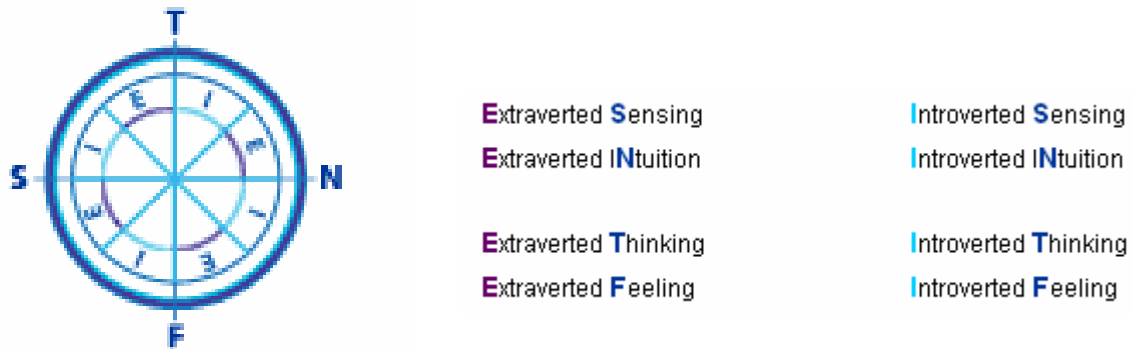 T
E I
I E
S N
E I
I E
F
Extraverted Sensing Introverted Sensing
Extraverted INtuition Introverted INtuition
Extraverted Thinking Introverted Thinking
Extraverted Feeling Introverted Feeling